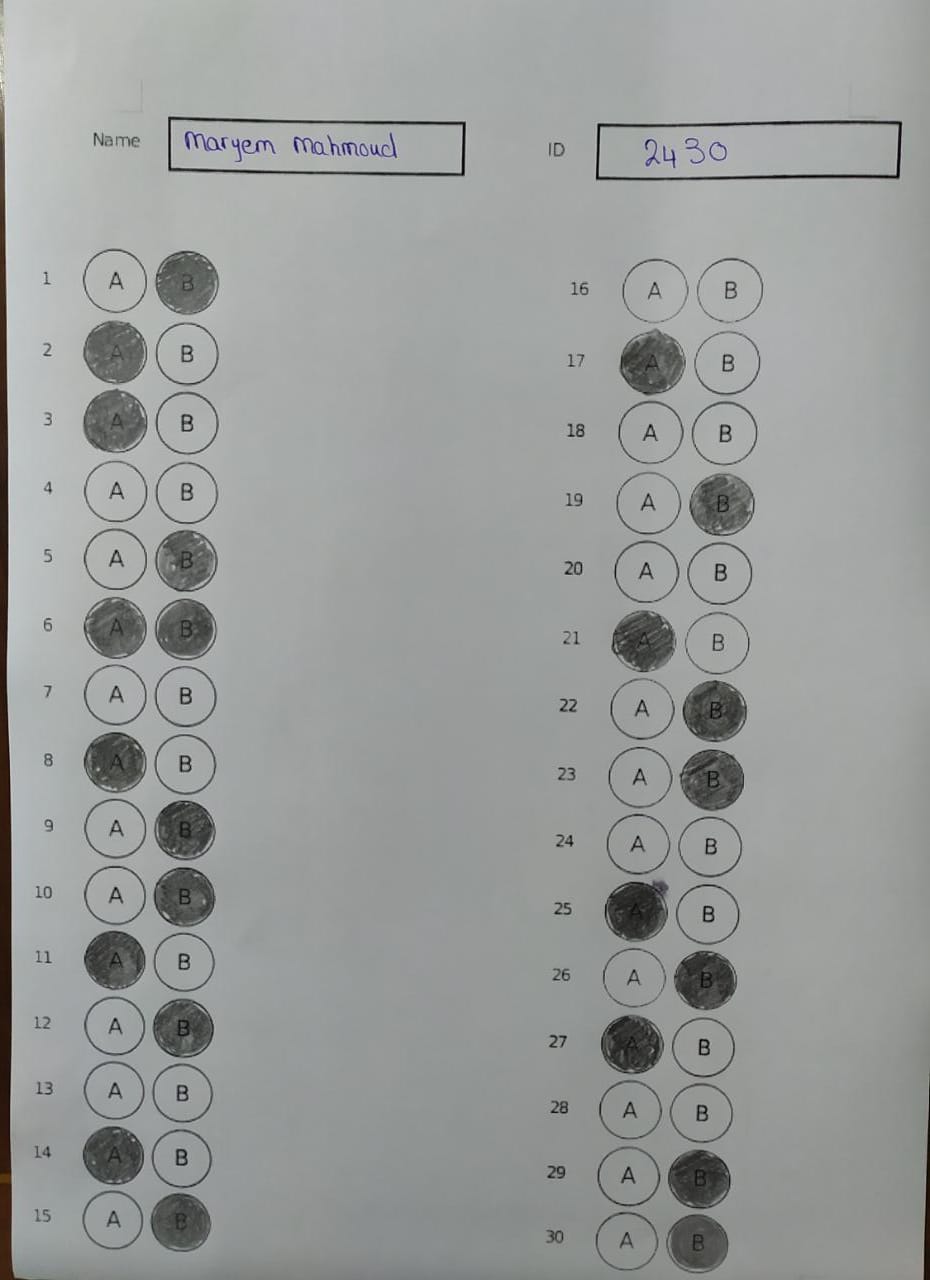 Name Maryem Mahmoud ID 2430
1 A B
2 A B
3 A B
4 A B
5 A B
6 A B
7 A B
8 A B
9 A B
10 A B
11 A B
12 A B
13 A B
14 A B
15 A B
16 A B
17 A B
18 A B
19 A B
20 A B
21 A B
22 A B
23 A B
24 A B
25 A B
26 A B
27 A B
28 A B
29 A B
30 A B